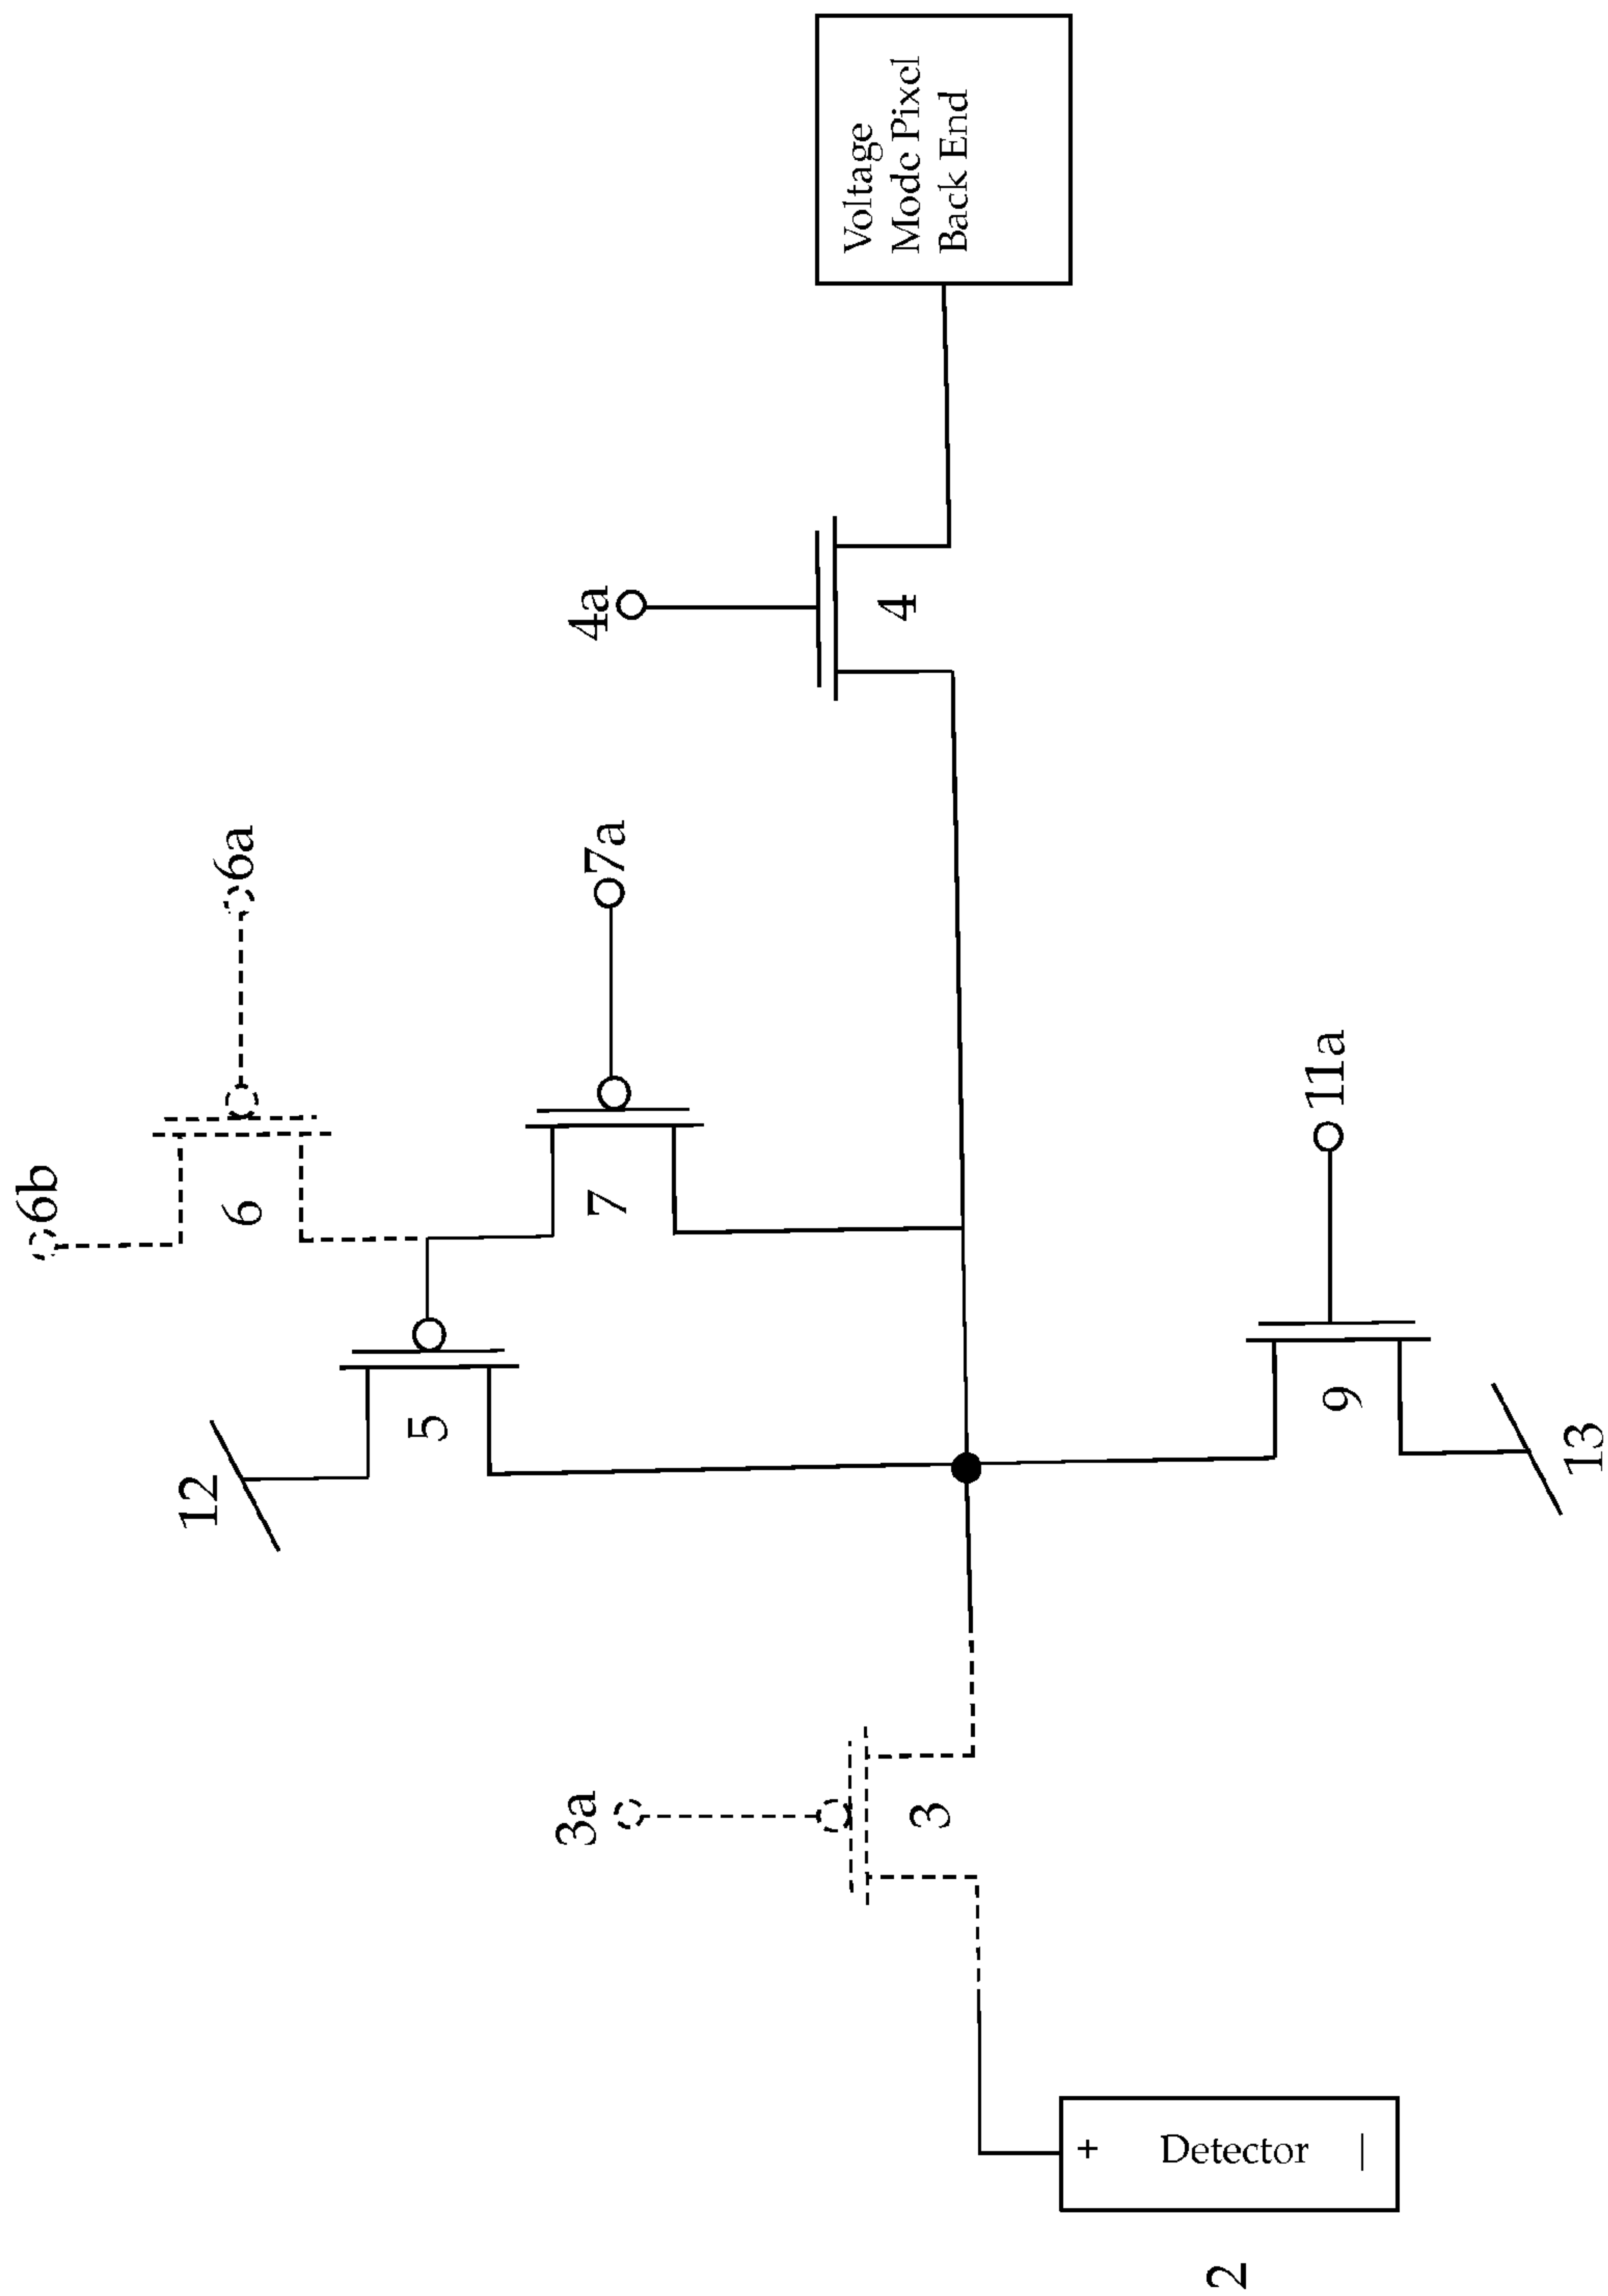 6b
12
6
6a
5
3a
7
7a
4a
3
4
Voltage
Mode Pixel
Back End
+
Detector
−
2
9
11a
13